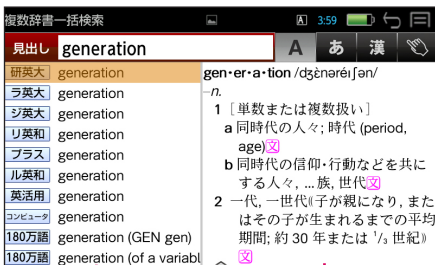 複数辞書一括検索 A 3:59
見出し generation A あ 漢
研英大 generation
ラ英大 generation
ジ英大 generation
リ英和 generation
プラス generation
ル英和 generation
英活用 generation
コンピュータ generation
180万語 generation (GEN gen)
180万語 generation (of a variabl
gen·er·a·tion /dʒènəréɪʃən/
–n.
1 [単数または複数扱い]
a 同時代の人々; 時代 (period,
age)文
b 同時代の信仰・行動などを共に
する人々, ...族, 世代文
2 一代, 一世代《子が親になり, また
はその子が生まれるまでの平均
期間; 約 30 年または 1/3 世紀》
文